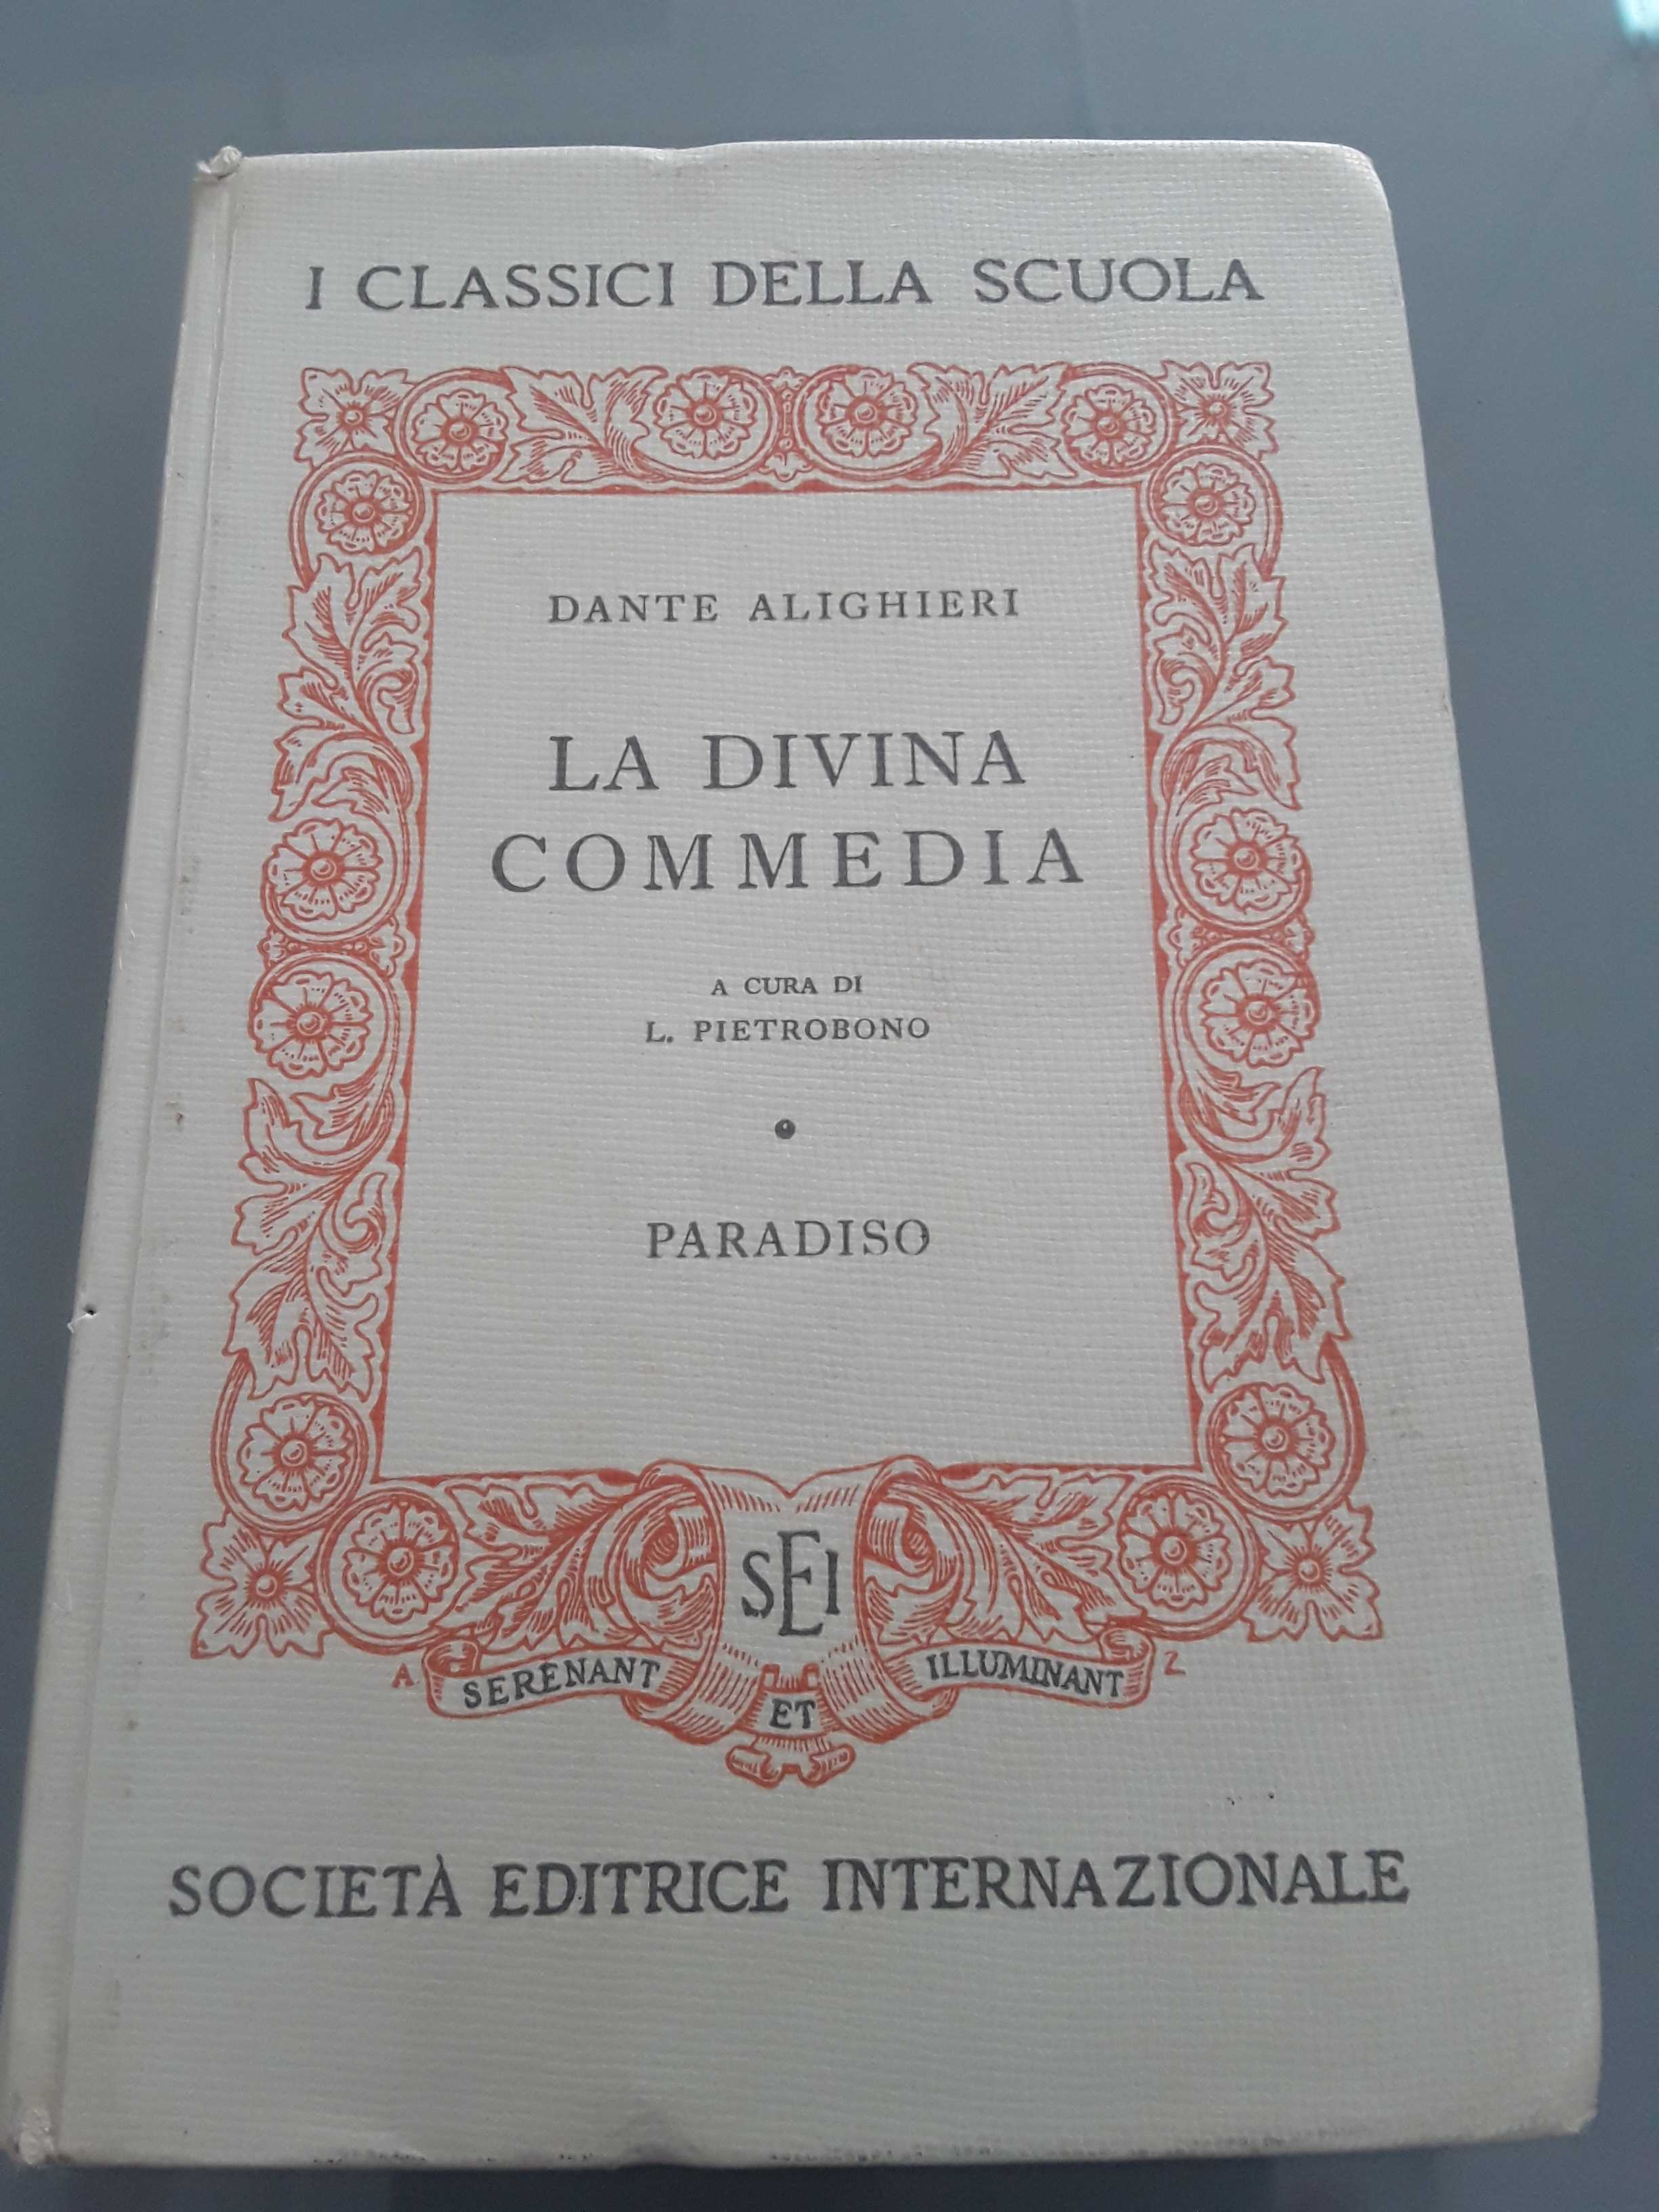 I CLASSICI DELLA SCUOLA
DANTE ALIGHIERI
LA DIVINA
COMMEDIA
A CURA DI
L. PIETROBONO
PARADISO
SEI
A SERENANT ET ILLUMINANT Z
SOCIETÀ EDITRICE INTERNAZIONALE